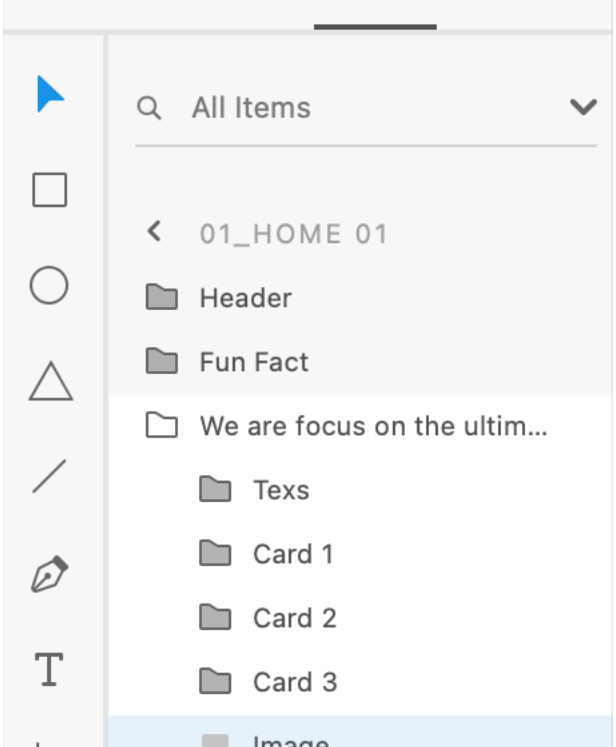 All Items
01_HOME 01
Header
Fun Fact
We are focus on the ultim...
Texs
Card 1
Card 2
Card 3
Image